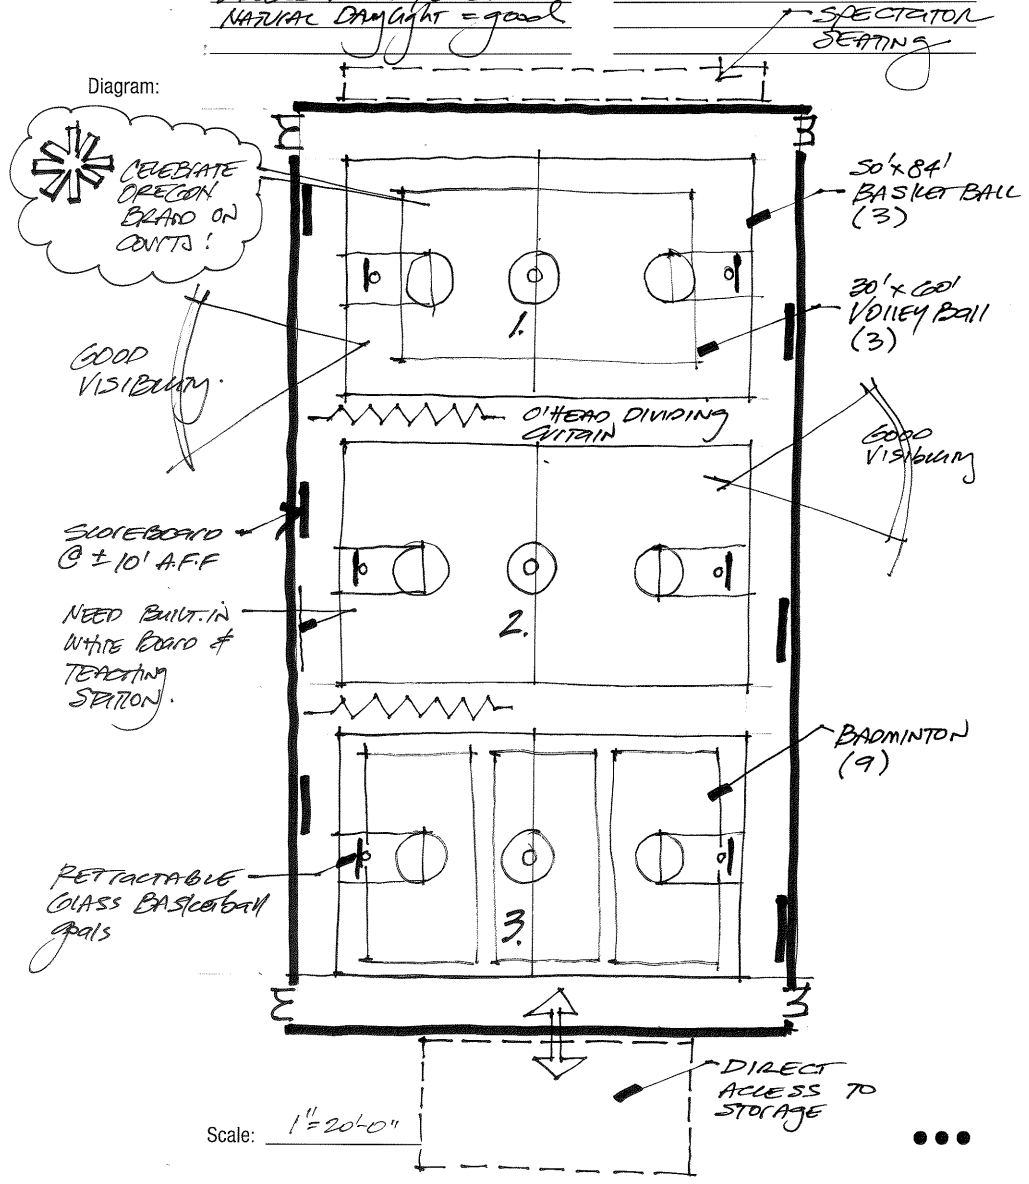 NATURAL DAYLIGHT = good
SPECTATOR
SEATING
Diagram:
CELEBRATE
OREGON
BRAND ON
COURTS!
50' x 84'
BASKETBALL
(3)
30' x 60'
VOLLEY Ball
(3)
1.
GOOD
VISIBILITY.
O'HEAD DIVIDING
CURTAIN
GOOD
VISIBILITY
SCOREBOARD
@ ± 10' A.F.F
NEED BUILT.IN
WHITE BOARD &
TEACHING
STATION.
2.
BADMINTON
(9)
RETRACTABLE
GLASS BASKETball
goals
3.
DIRECT
ACCESS TO
STORAGE
Scale: 1"=20'-0"